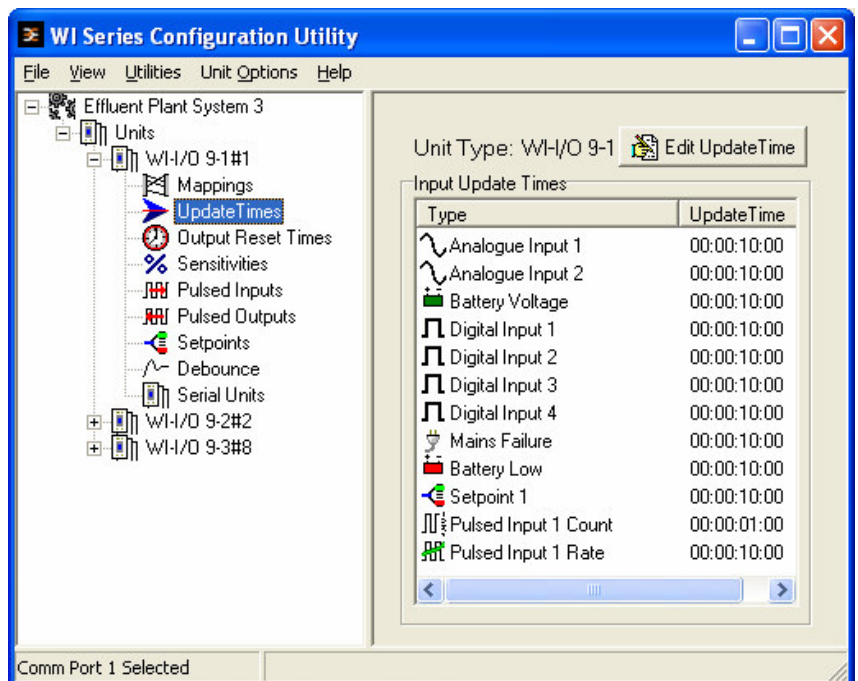 WI Series Configuration Utility
File View Utilities Unit Options Help
Effluent Plant System 3
Units
WI-I/O 9-1#1
Mappings
UpdateTimes
Output Reset Times
Sensitivities
Pulsed Inputs
Pulsed Outputs
Setpoints
Debounce
Serial Units
WI-I/O 9-2#2
WI-I/O 9-3#8
Unit Type: WI-I/O 9-1 Edit UpdateTime
Input Update Times
Type UpdateTime
Analogue Input 1 00:00:10:00
Analogue Input 2 00:00:10:00
Battery Voltage 00:00:10:00
Digital Input 1 00:00:10:00
Digital Input 2 00:00:10:00
Digital Input 3 00:00:10:00
Digital Input 4 00:00:10:00
Mains Failure 00:00:10:00
Battery Low 00:00:10:00
Setpoint 1 00:00:10:00
Pulsed Input 1 Count 00:00:01:00
Pulsed Input 1 Rate 00:00:10:00
Comm Port 1 Selected